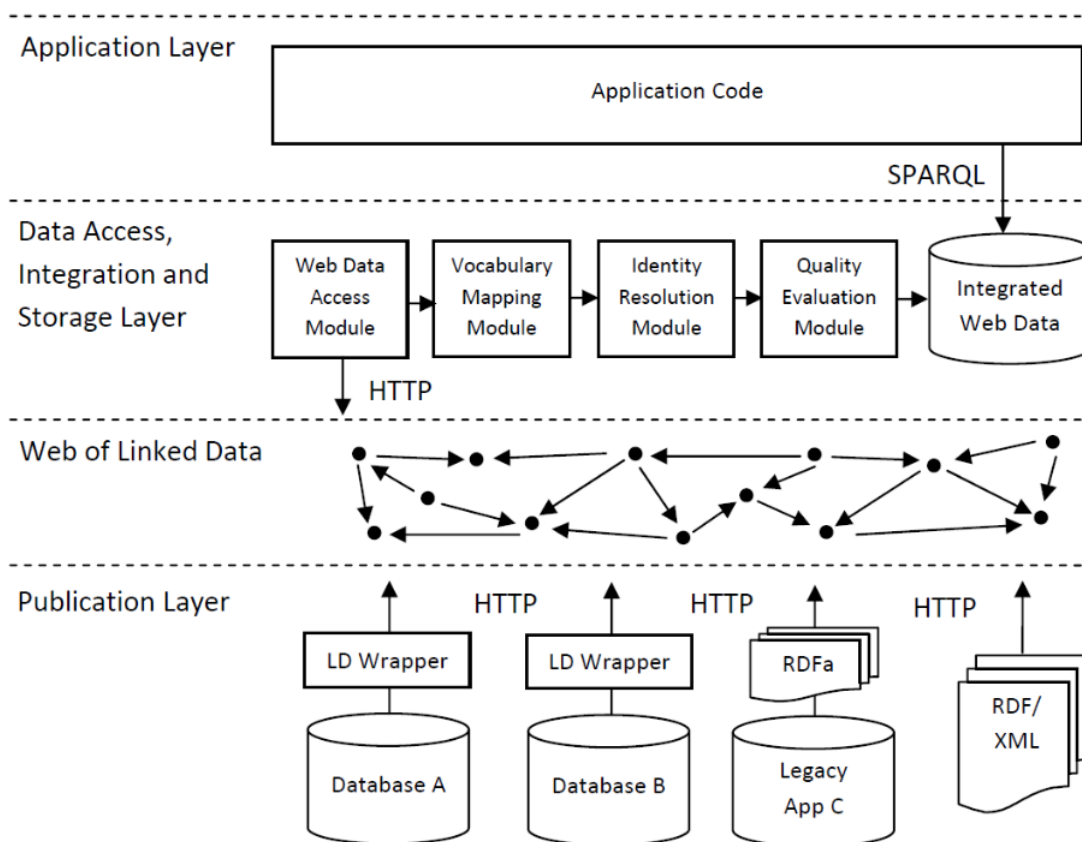 Application Layer
Application Code
SPARQL
Data Access,
Integration and
Storage Layer
Web Data
Access
Module
Vocabulary
Mapping
Module
Identity
Resolution
Module
Quality
Evaluation
Module
Integrated
Web Data
HTTP
Web of Linked Data
Publication Layer
HTTP
HTTP
HTTP
LD Wrapper
LD Wrapper
RDFa
RDF/
XML
Database A
Database B
Legacy
App C